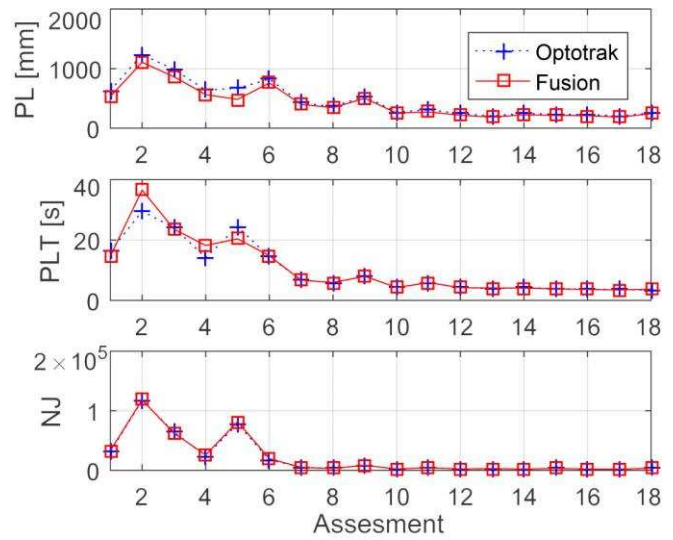 2000
1000
0
PL [mm]
Optotrak
Fusion
2 4 6 8 10 12 14 16 18
40
20
0
PLT [s]
2 4 6 8 10 12 14 16 18
2 × 10^5
1
0
NJ
2 4 6 8 10 12 14 16 18
Assesment